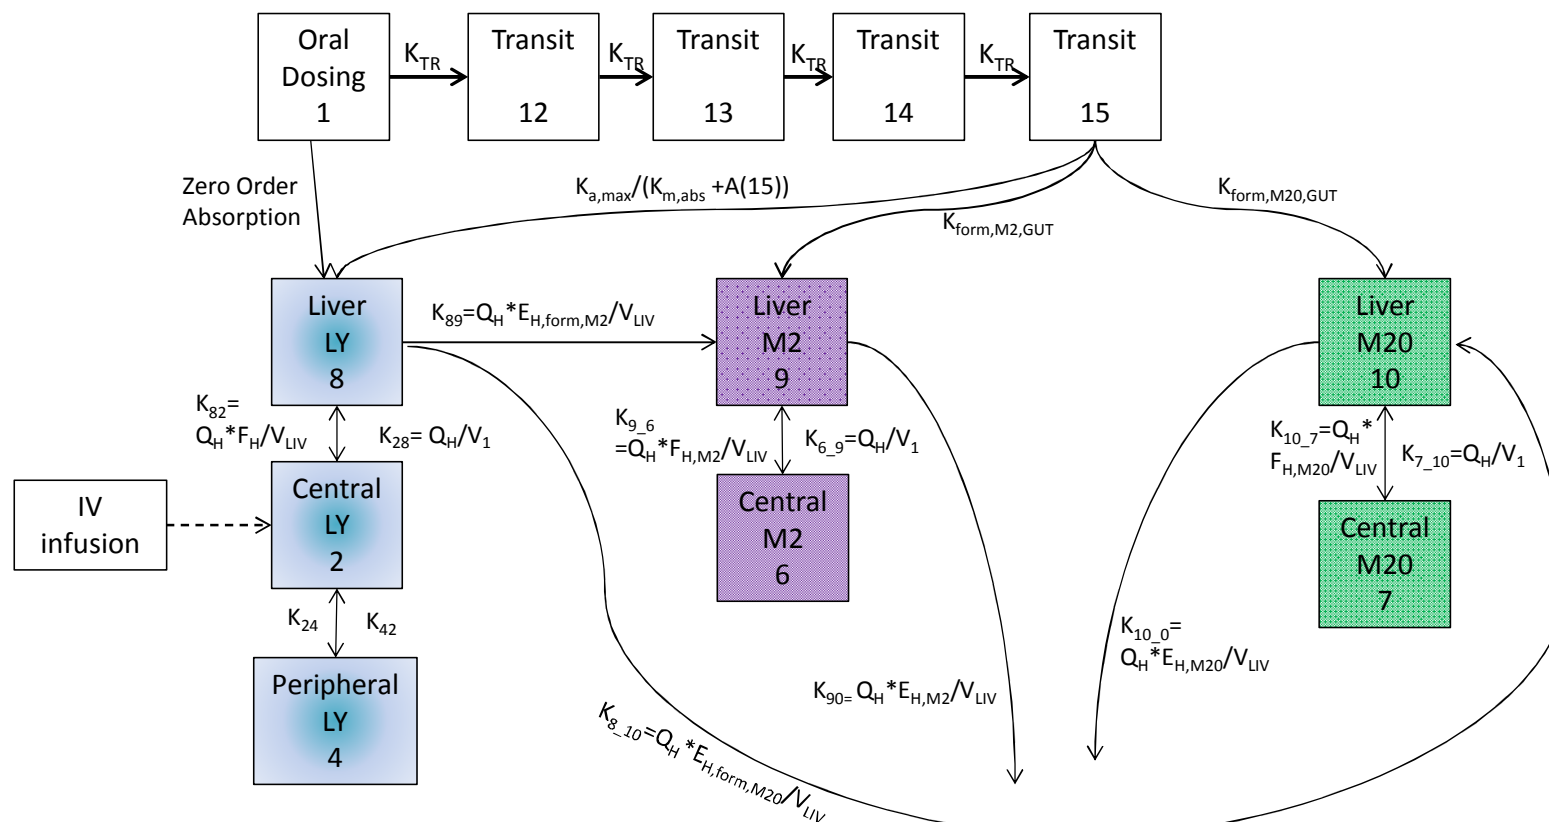 Oral
Dosing
1
K_TR
Transit
12
K_TR
Transit
13
K_TR
Transit
14
K_TR
Transit
15
Zero Order
Absorption
K_a,max/(K_m,abs +A(15))
K_form,M2,GUT
K_form,M20,GUT
Liver
LY
8
K_89=Q_H*E_H,form,M2/V_LIV
Liver
M2
9
Liver
M20
10
K_82=
Q_H*F_H/V_LIV
K_28= Q_H/V_1
K_9_6
=Q_H*F_H,M2/V_LIV
K_6_9=Q_H/V_1
K_10_7=Q_H*
F_H,M20/V_LIV
K_7_10=Q_H/V_1
IV
infusion
Central
LY
2
Central
M2
6
Central
M20
7
K_24
K_42
Peripheral
LY
4
K_8_10=Q_H*E_H,form,M20/V_LIV
K_90= Q_H*E_H,M2/V_LIV
K_10_0=
Q_H*E_H,M20/V_LIV